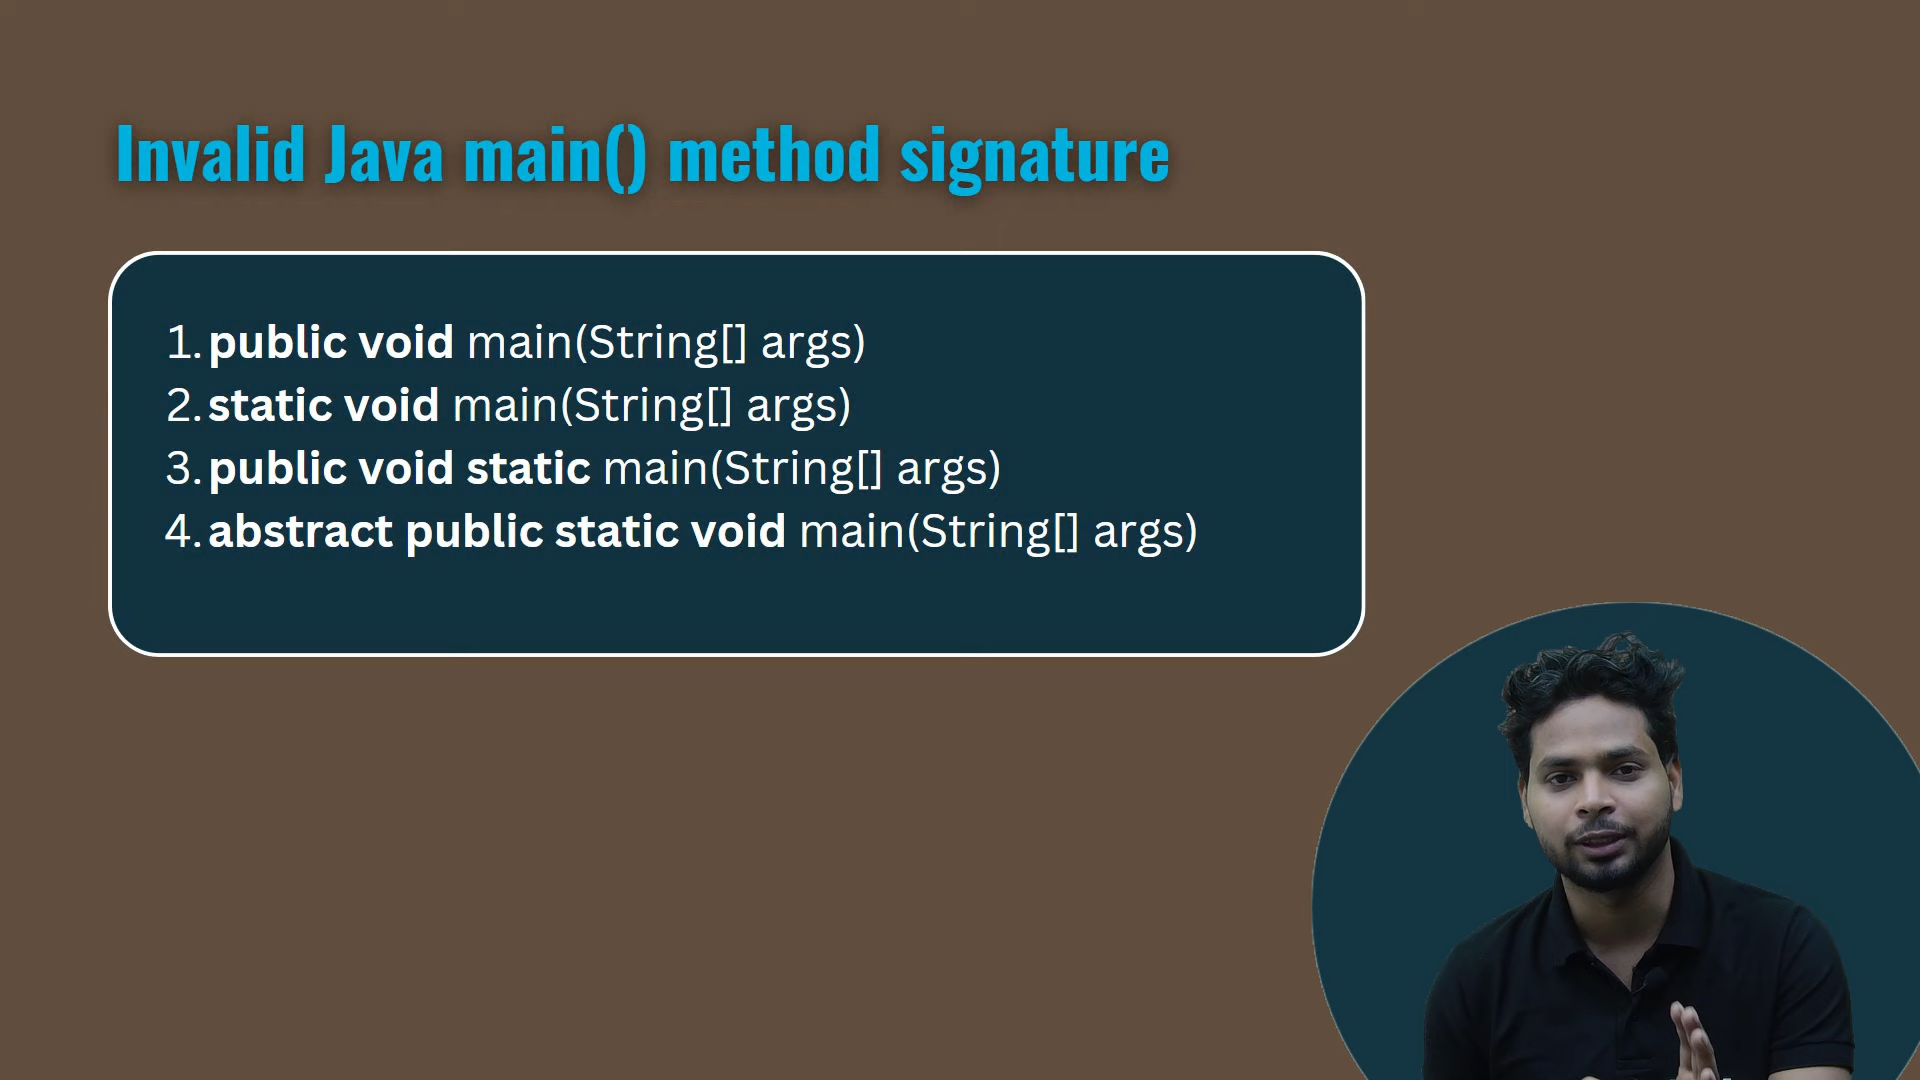 Invalid Java main() method signature
1. public void main(String[] args)
2. static void main(String[] args)
3. public void static main(String[] args)
4. abstract public static void main(String[] args)